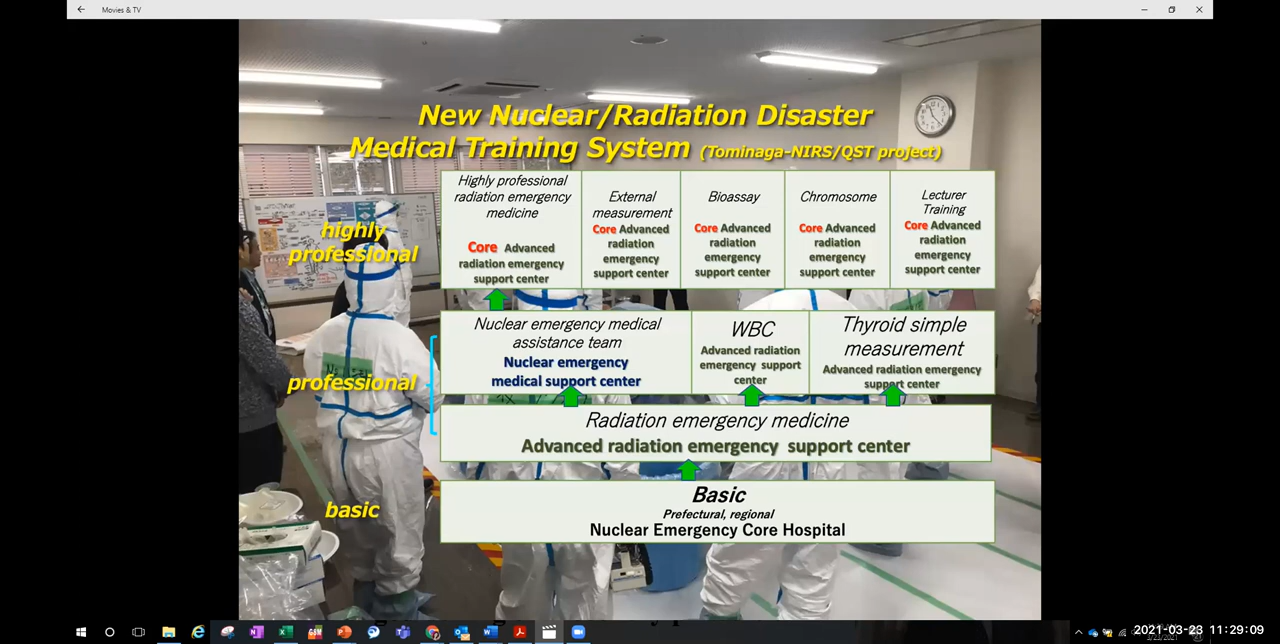 Movies & TV
New Nuclear/Radiation Disaster
Medical Training System (Tominaga-NIRS/QST project)
highly
professional
Highly professional
radiation emergency
medicine
Core Advanced
radiation emergency
support center
External
measurement
Core Advanced
radiation
emergency
support center
Bioassay
Core Advanced
radiation
emergency
support center
Chromosome
Core Advanced
radiation
emergency
support center
Lecturer
Training
Core Advanced
radiation
emergency
support center
professional
Nuclear emergency medical
assistance team
Nuclear emergency
medical support center
WBC
Advanced radiation
emergency support
center
Thyroid simple
measurement
Advanced radiation emergency
support center
Radiation emergency medicine
Advanced radiation emergency support center
basic
Basic
Prefectural, regional
Nuclear Emergency Core Hospital
2021-03-23 11:29:09